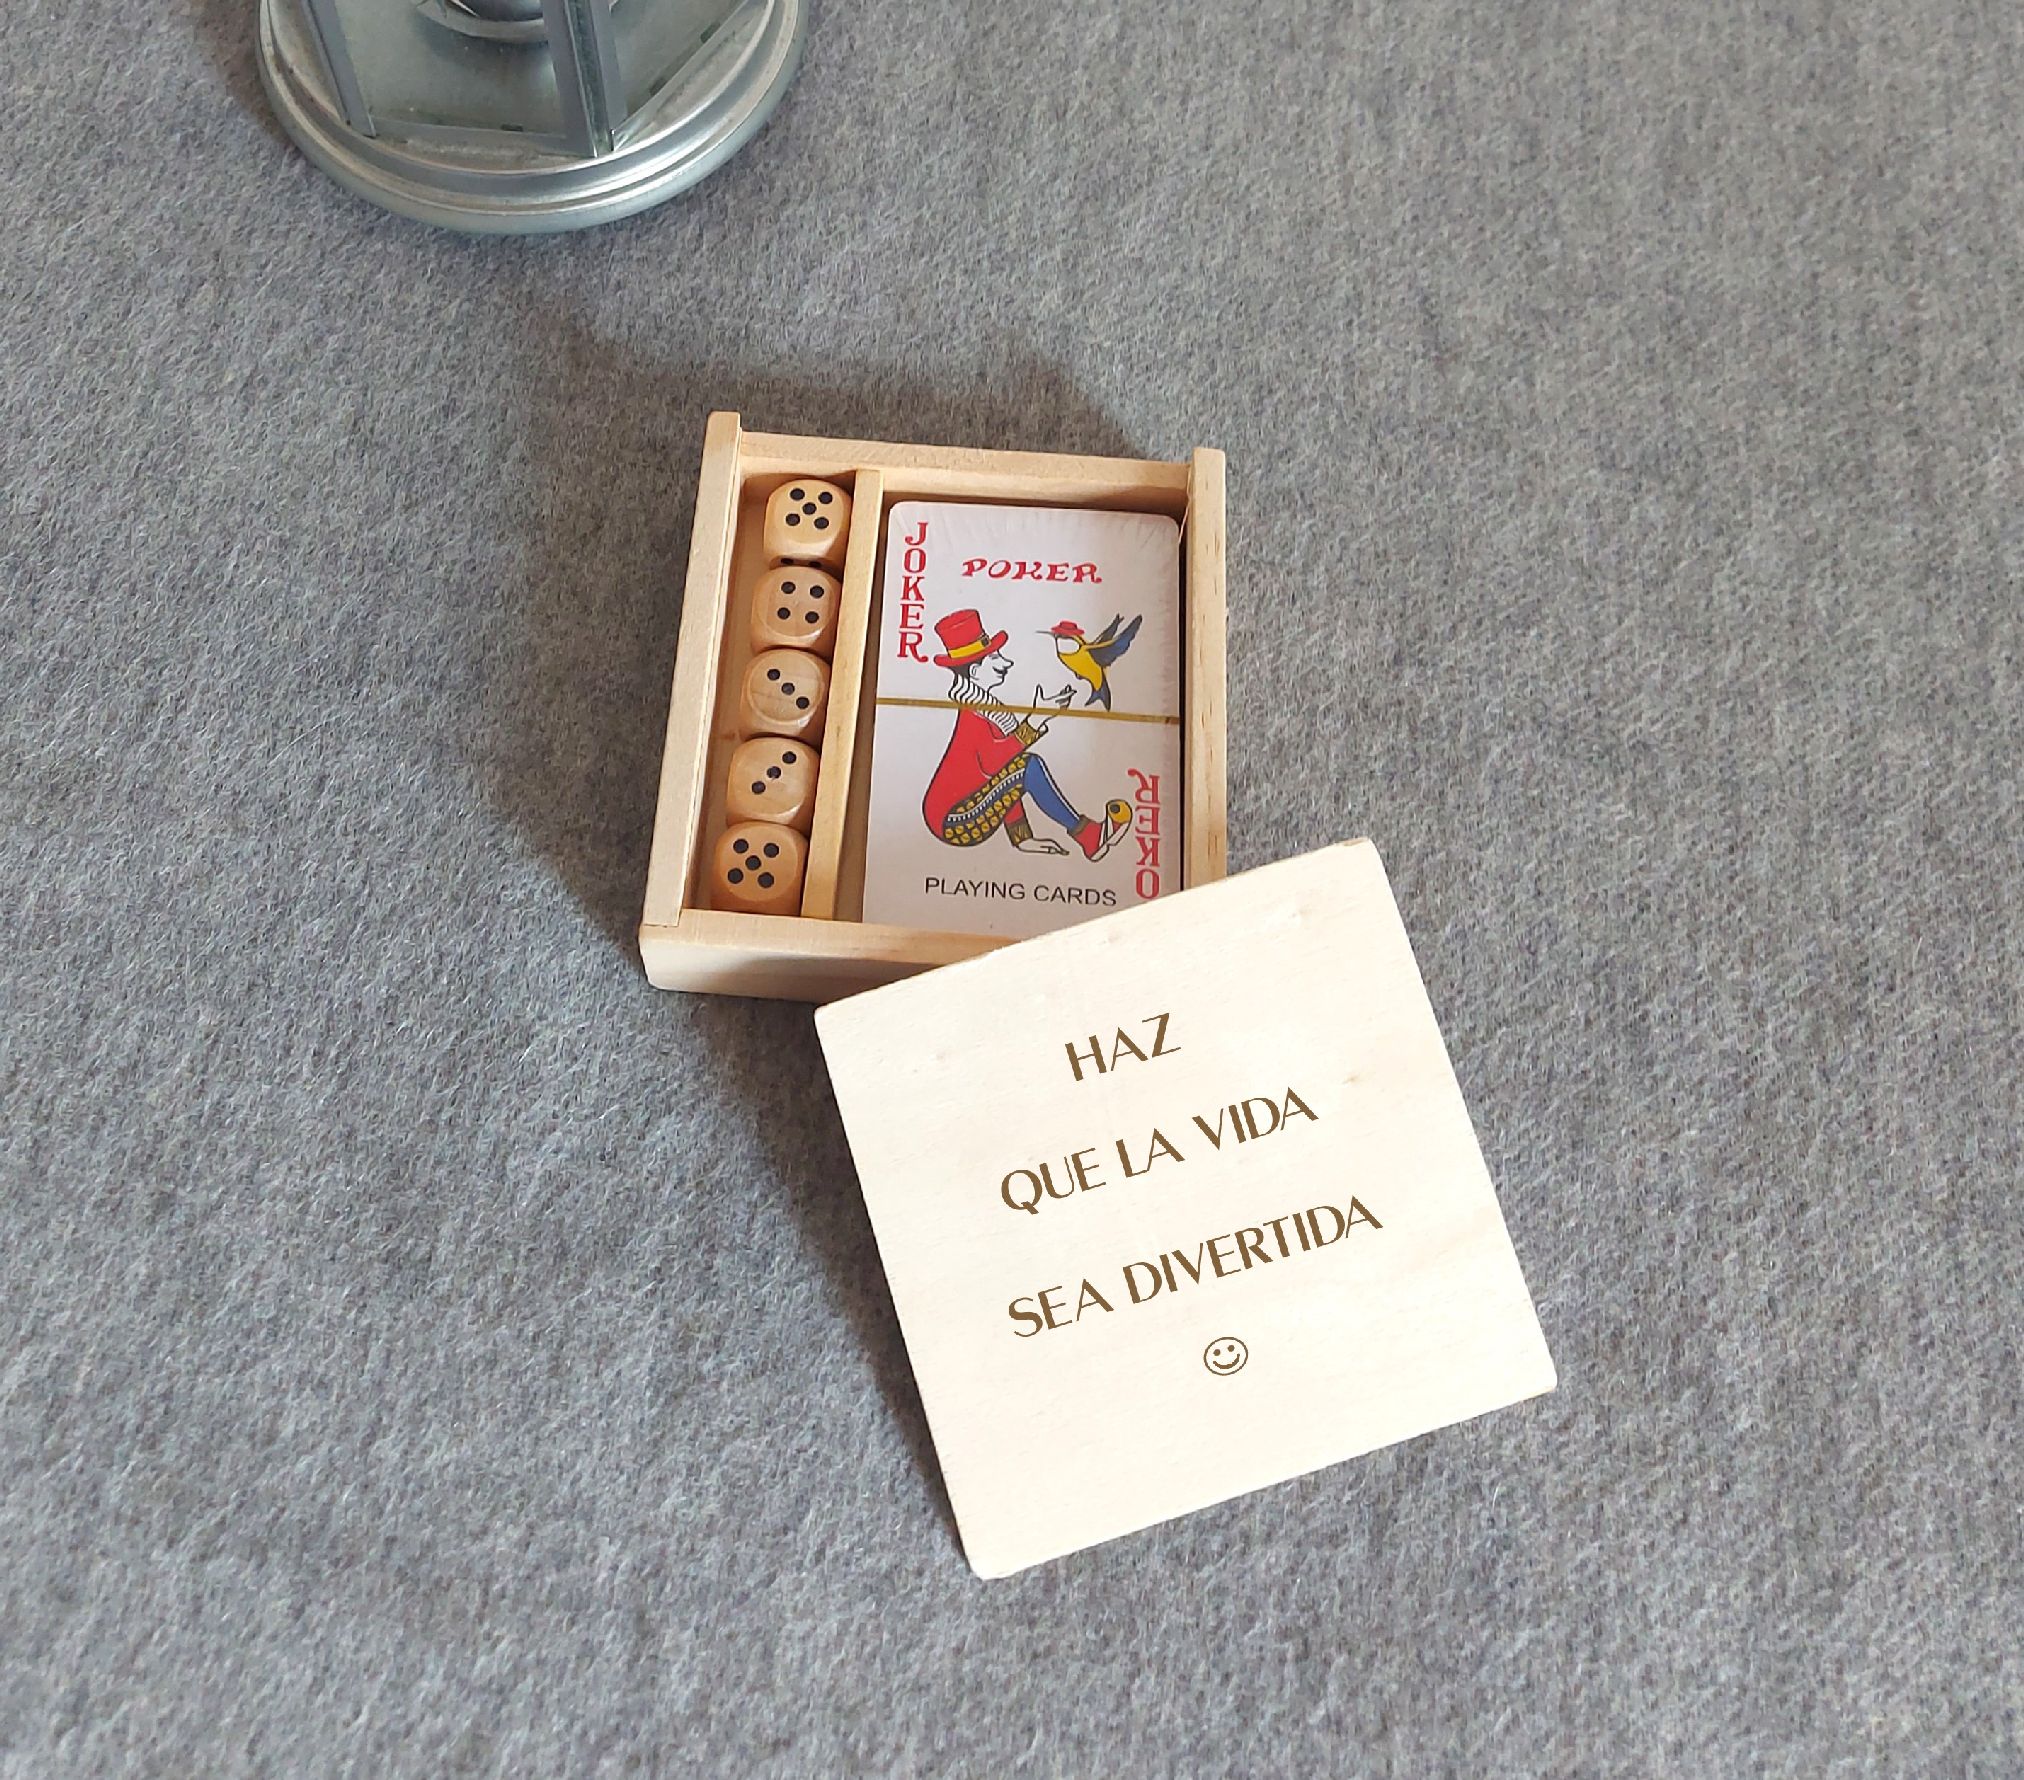 JOKER
POKER
JOKER
PLAYING CARDS
HAZ
QUE LA VIDA
SEA DIVERTIDA